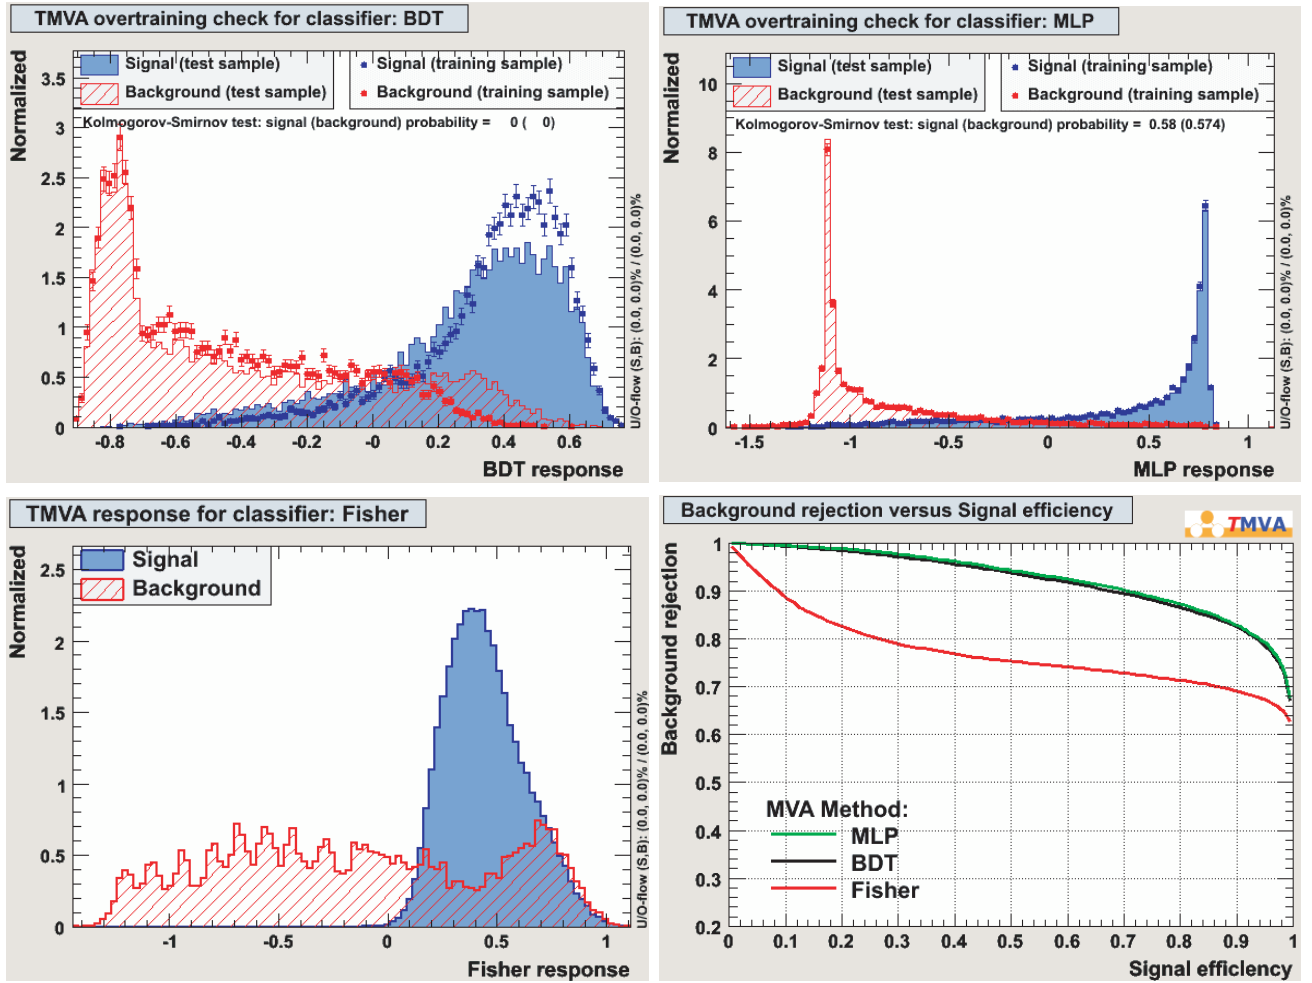 TMVA overtraining check for classifier: BDT
Normalized
Signal (test sample)
Background (test sample)
Signal (training sample)
Background (training sample)
Kolmogorov-Smirnov test: signal (background) probability = 0 ( 0)
3.5
3
2.5
2
1.5
1
0.5
0
-0.8 -0.6 -0.4 -0.2 -0 0.2 0.4 0.6
BDT response
U/O-flow (S,B): (0.0, 0.0)% / (0.0, 0.0)%
TMVA overtraining check for classifier: MLP
Normalized
Signal (test sample)
Background (test sample)
Signal (training sample)
Background (training sample)
Kolmogorov-Smirnov test: signal (background) probability = 0.58 (0.574)
10
8
6
4
2
0
-1.5 -1 -0.5 0 0.5 1
MLP response
U/O-flow (S,B): (0.0, 0.0)% / (0.0, 0.0)%
TMVA response for classifier: Fisher
Normalized
Signal
Background
2.5
2
1.5
1
0.5
0
-1 -0.5 0 0.5 1
Fisher response
U/O-flow (S,B): (0.0, 0.0)% / (0.0, 0.0)%
Background rejection versus Signal efficiency
TMVA
Background rejection
1
0.9
0.8
0.7
0.6
0.5
0.4
0.3
0.2
MVA Method:
MLP
BDT
Fisher
0 0.1 0.2 0.3 0.4 0.5 0.6 0.7 0.8 0.9 1
Signal efficiency